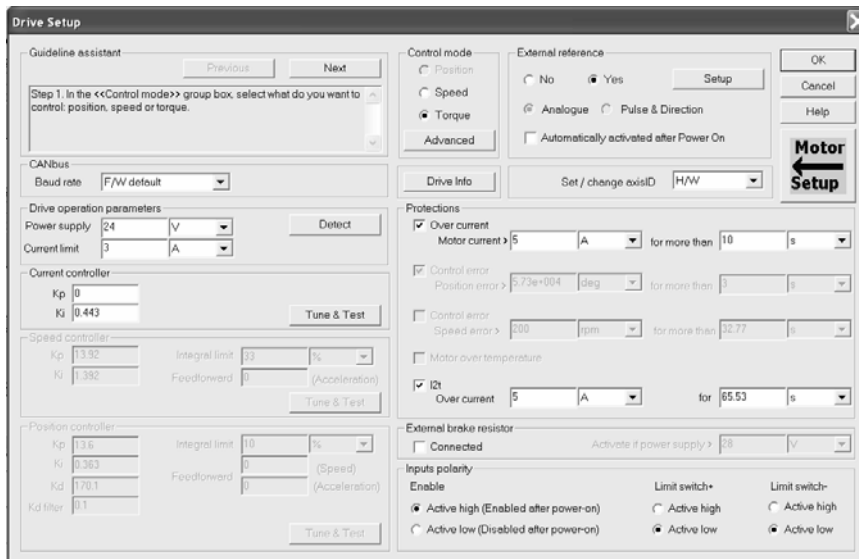 Drive Setup
Guideline assistant
Previous
Next
Step 1. In the <<Control mode>> group box, select what do you want to
control: position, speed or torque.
Control mode
Position
Speed
Torque
Advanced
External reference
No
Yes
Setup
Analogue
Pulse & Direction
Automatically activated after Power On
OK
Cancel
Help
Motor
Setup
CANbus
Baud rate
F/W default
Drive Info
Set / change axisID
H/W
Drive operation parameters
Power supply
24
V
Detect
Current limit
3
A
Current controller
Kp
0
Ki
0.443
Tune & Test
Speed controller
Kp
13.92
Integral limit
33
%
Ki
1.392
Feedforward
0
(Acceleration)
Tune & Test
Position controller
Kp
13.6
Integral limit
10
%
Ki
0.363
Feedforward
0
(Speed)
Kd
170.1
0
(Acceleration)
Kd filter
0.1
Tune & Test
Protections
Over current
Motor current >
5
A
for more than
10
s
Control error
Position error >
5.73e+004
deg
for more than
3
s
Control error
Speed error >
200
rpm
for more than
32.77
s
Motor over temperature
I2t
Over current
5
A
for
65.53
s
External brake resistor
Connected
Activate if power supply >
28
V
Inputs polarity
Enable
Active high (Enabled after power-on)
Active low (Disabled after power-on)
Limit switch+
Active high
Active low
Limit switch-
Active high
Active low